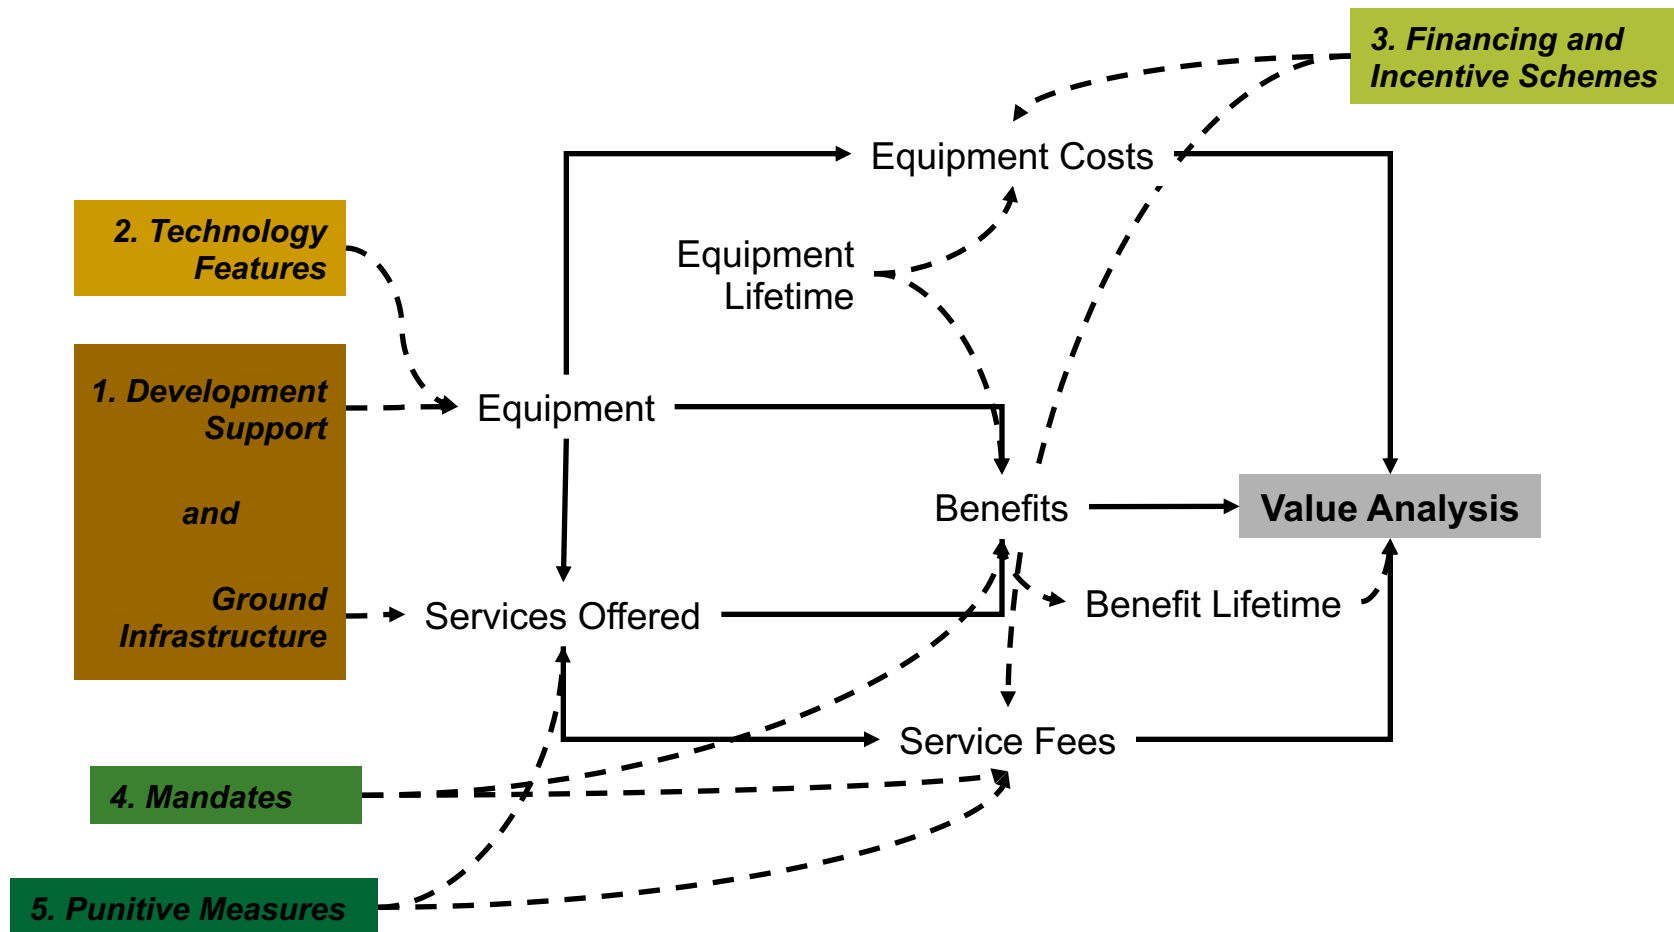 3. Financing and
Incentive Schemes
Equipment Costs
2. Technology
Features
Equipment
Lifetime
1. Development
Support
and
Ground
Infrastructure
Equipment
Benefits
Value Analysis
Services Offered
Benefit Lifetime
Service Fees
4. Mandates
5. Punitive Measures